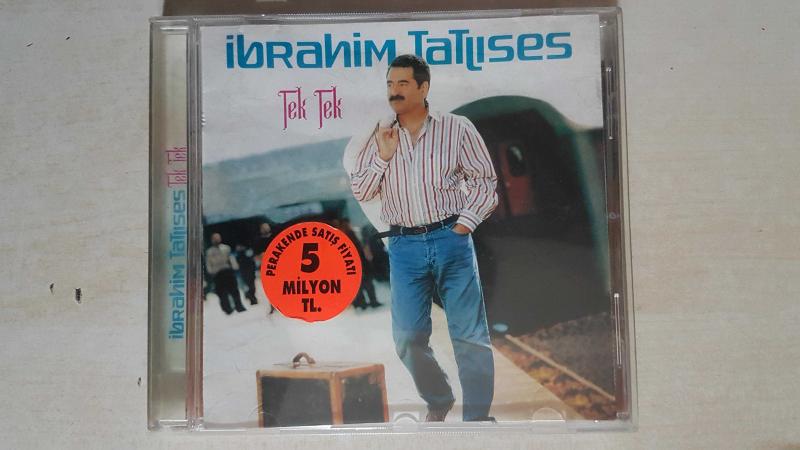 İBRAHİM TATLISES
Tek Tek
PERAKENDE SATIŞ FİYATI
5
MİLYON
TL.
İBRAHİM TATLISES Tek Tek